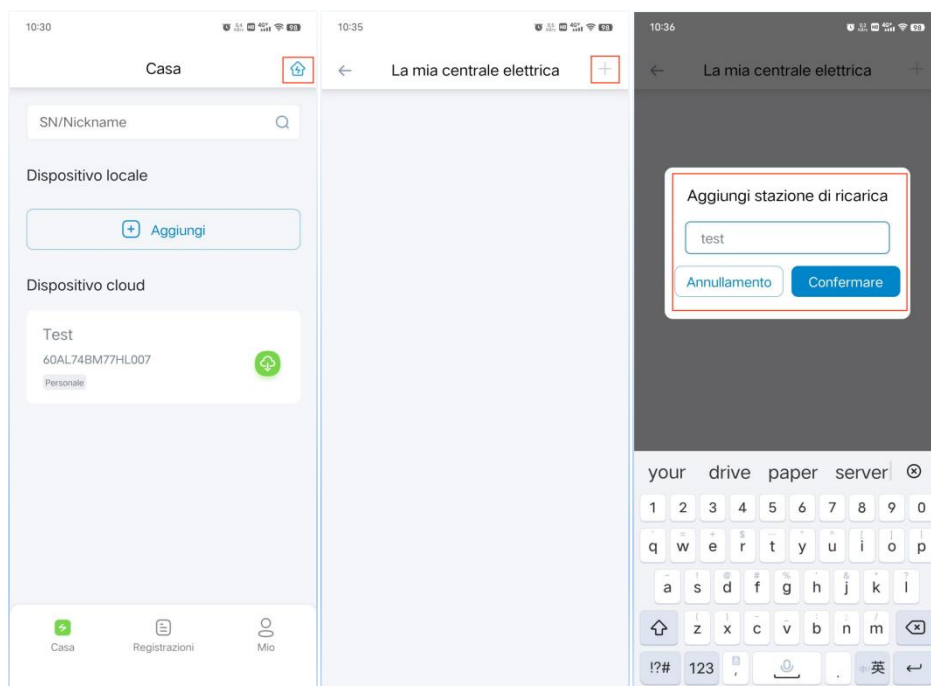 10:30
Casa
SN/Nickname
Dispositivo locale
Aggiungi
Dispositivo cloud
Test
60AL74BM77HL007
Personale
Casa
Registrazioni
Mio
10:35
La mia centrale elettrica
10:36
La mia centrale elettrica
Aggiungi stazione di ricarica
test
Annullamento
Confermare
your drive paper server
1 2 3 4 5 6 7 8 9 0
q w e r t y u i o p
a s d f g h j k l
z x c v b n m
!?# 123 , . 英